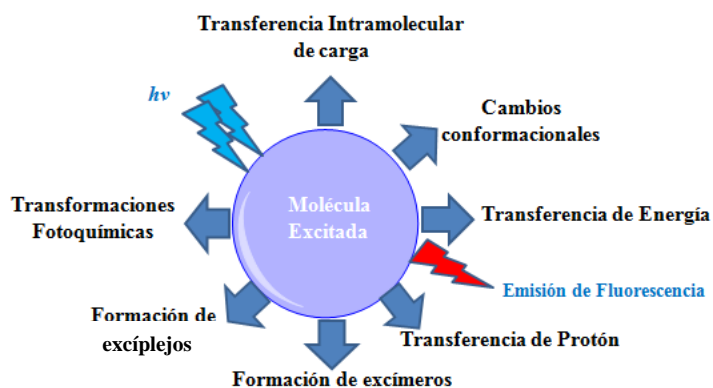 Transferencia Intramolecular
de carga
hν
Cambios
conformacionales
Transformaciones
Fotoquímicas
Molécula
Excitada
Transferencia de Energía
Emisión de Fluorescencia
Formación de
excíplejos
Transferencia de Protón
Formación de excímeros